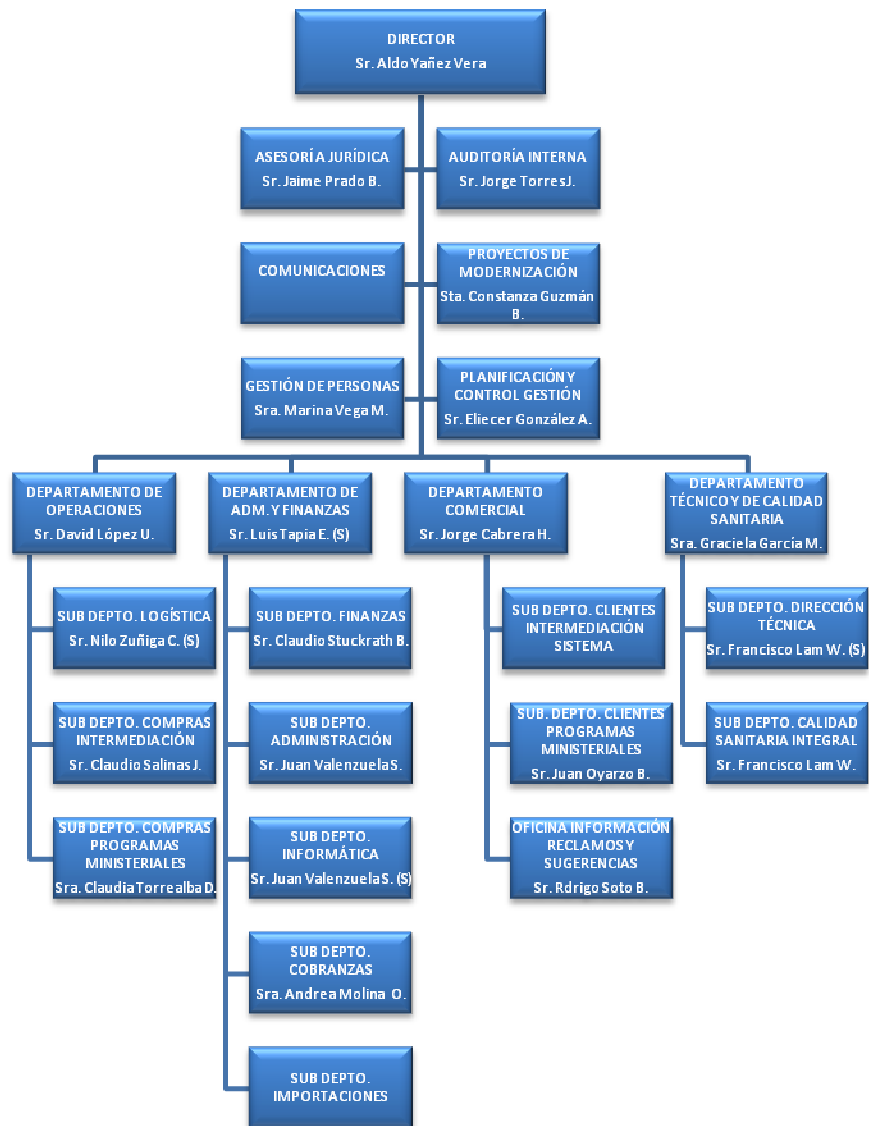 DIRECTOR
Sr. Aldo Yañez Vera
ASESORÍA JURÍDICA
Sr. Jaime Prado B.
AUDITORÍA INTERNA
Sr. Jorge Torres J.
COMUNICACIONES
PROYECTOS DE
MODERNIZACIÓN
Sta. Constanza Guzmán
B.
GESTIÓN DE PERSONAS
Sra. Marina Vega M.
PLANIFICACIÓN Y
CONTROL GESTIÓN
Sr. Eliecer González A.
DEPARTAMENTO DE
OPERACIONES
Sr. David López U.
DEPARTAMENTO DE
ADM. Y FINANZAS
Sr. Luis Tapia E. (S)
DEPARTAMENTO
COMERCIAL
Sr. Jorge Cabrera H.
DEPARTAMENTO
TÉCNICO Y DE CALIDAD
SANITARIA
Sra. Graciela García M.
SUB DEPTO. LOGÍSTICA
Sr. Nilo Zuñiga C. (S)
SUB DEPTO. COMPRAS
INTERMEDIACIÓN
Sr. Claudio Salinas J.
SUB DEPTO. COMPRAS
PROGRAMAS
MINISTERIALES
Sra. Claudia Torrealba D.
SUB DEPTO. FINANZAS
Sr. Claudio Stuckrath B.
SUB DEPTO.
ADMINISTRACIÓN
Sr. Juan Valenzuela S.
SUB DEPTO.
INFORMÁTICA
Sr. Juan Valenzuela S. (S)
SUB DEPTO.
COBRANZAS
Sra. Andrea Molina O.
SUB DEPTO.
IMPORTACIONES
SUB DEPTO. CLIENTES
INTERMEDIACIÓN
SISTEMA
SUB. DEPTO. CLIENTES
PROGRAMAS
MINISTERIALES
Sr. Juan Oyarzo B.
OFICINA INFORMACIÓN
RECLAMOS Y
SUGERENCIAS
Sr. Rdrigo Soto B.
SUB DEPTO. DIRECCIÓN
TÉCNICA
Sr. Francisco Lam W. (S)
SUB DEPTO. CALIDAD
SANITARIA INTEGRAL
Sr. Francisco Lam W.